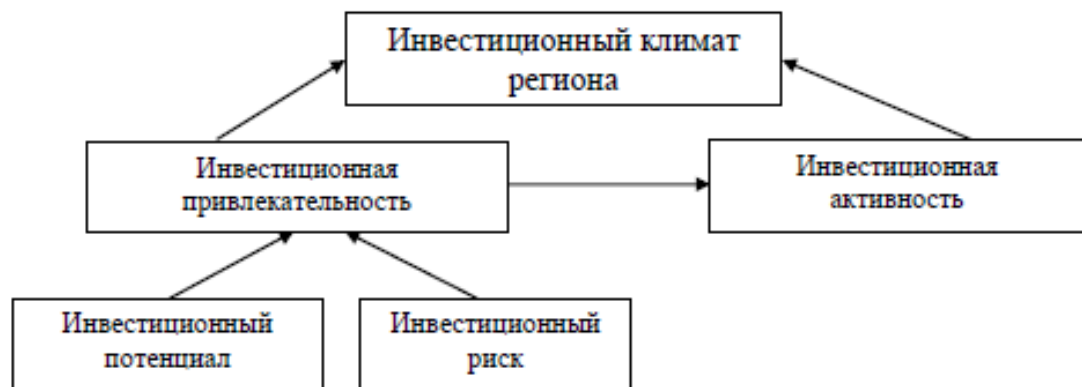 Инвестиционный климат
региона
Инвестиционная
привлекательность
Инвестиционная
активность
Инвестиционный
потенциал
Инвестиционный
риск